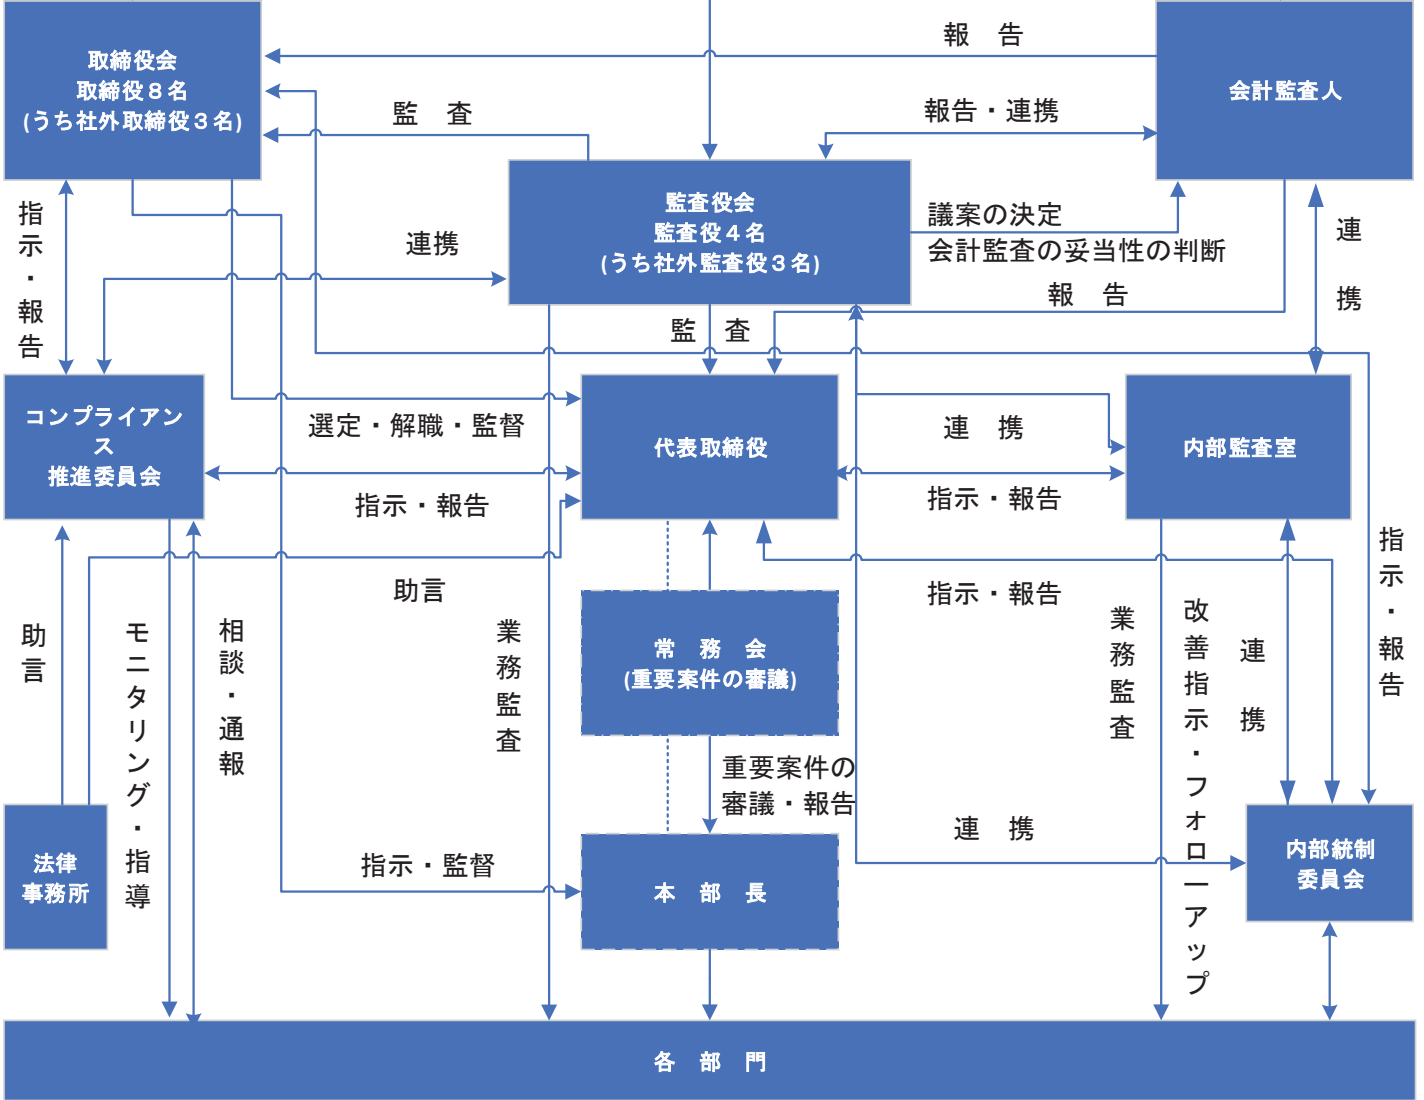 報　告
取締役会
取締役８名
(うち社外取締役３名)
会計監査人
監　査
報告・連携
監査役会
監査役４名
(うち社外監査役３名)
議案の決定
会計監査の妥当性の判断
指示・報告
連携
連　携
報　告
監　査
コンプライアン
ス
推進委員会
選定・解職・監督
代表取締役
連　携
内部監査室
指示・報告
指示・報告
指示・報告
助言
指示・報告
助言
モニタリング・指導
相談・通報
業務監査
常　務　会
(重要案件の審議)
業務監査
改善指示・フォローアップ
連　携
重要案件の
審議・報告
連　携
法律
事務所
指示・監督
本　部　長
内部統制
委員会
各　部　門